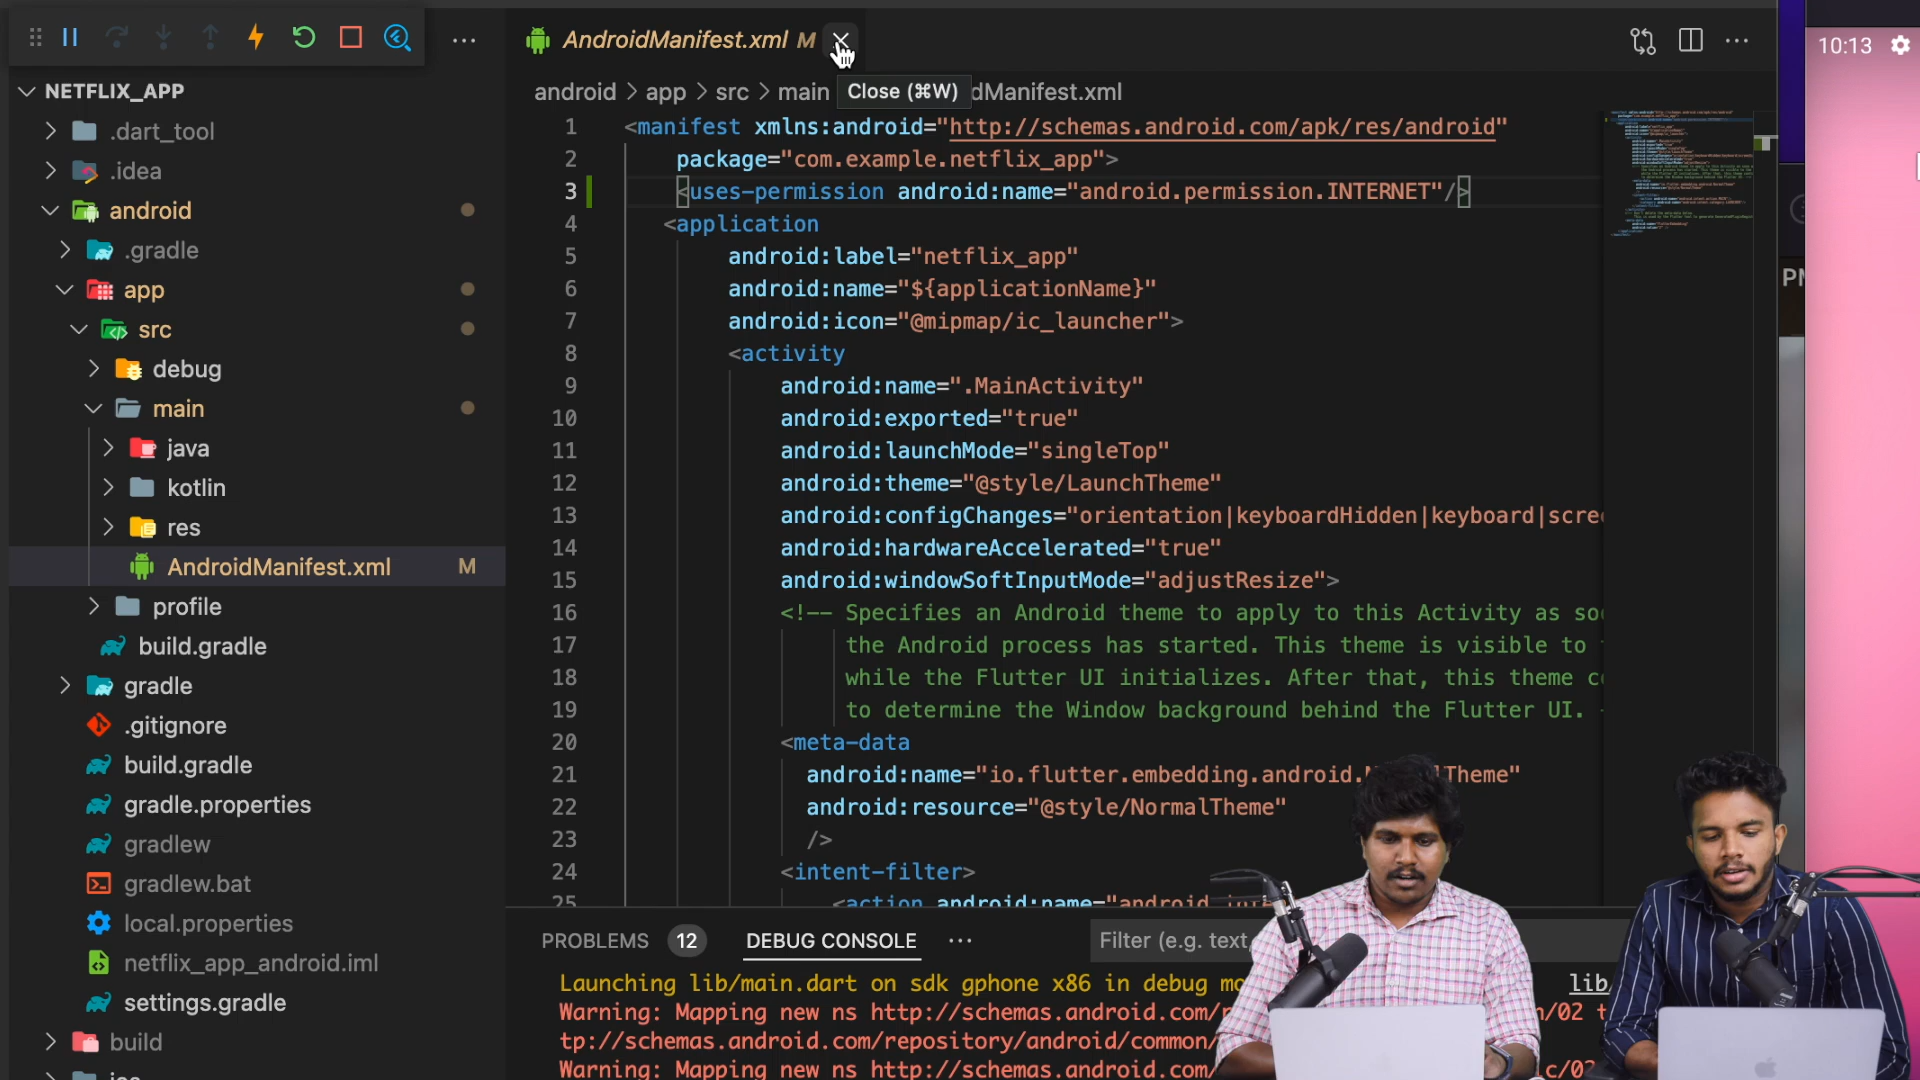 AndroidManifest.xml M
10:13
NETFLIX_APP
.dart_tool
.idea
android
.gradle
app
src
debug
main
java
kotlin
res
AndroidManifest.xml M
profile
build.gradle
gradle
.gitignore
build.gradle
gradle.properties
gradlew
gradlew.bat
local.properties
netflix_app_android.iml
settings.gradle
build
android > app > src > main
Close (⌘W)
dManifest.xml
1 <manifest xmlns:android="http://schemas.android.com/apk/res/android"
2 package="com.example.netflix_app">
3 <uses-permission android:name="android.permission.INTERNET"/>
4 <application
5 android:label="netflix_app"
6 android:name="${applicationName}"
7 android:icon="@mipmap/ic_launcher">
8 <activity
9 android:name=".MainActivity"
10 android:exported="true"
11 android:launchMode="singleTop"
12 android:theme="@style/LaunchTheme"
13 android:configChanges="orientation|keyboardHidden|keyboard|scre
14 android:hardwareAccelerated="true"
15 android:windowSoftInputMode="adjustResize">
16 <!-- Specifies an Android theme to apply to this Activity as so
17 the Android process has started. This theme is visible to
18 while the Flutter UI initializes. After that, this theme c
19 to determine the Window background behind the Flutter UI.
20 <meta-data
21 android:name="io.flutter.embedding.android.N Theme"
22 android:resource="@style/NormalTheme"
23 />
24 <intent-filter>
25 <action android:name="android
PM
PROBLEMS 12 DEBUG CONSOLE
Filter (e.g. text,
Launching lib/main.dart on sdk gphone x86 in debug mo
lib/
Warning: Mapping new ns http://schemas.android.com/r
/02 t
tp://schemas.android.com/repository/android/common/
Warning: Mapping new ns http://schemas.android.com/
c/02